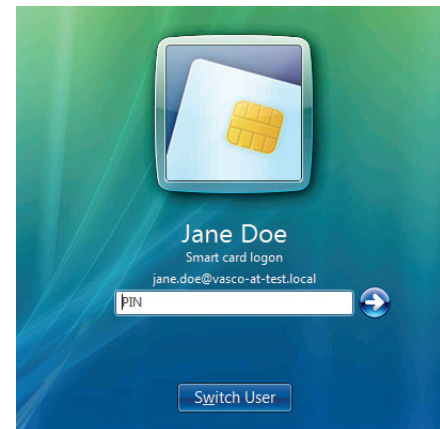 Jane Doe
Smart card logon
jane.doe@vasco-at-test.local
PIN
Switch User